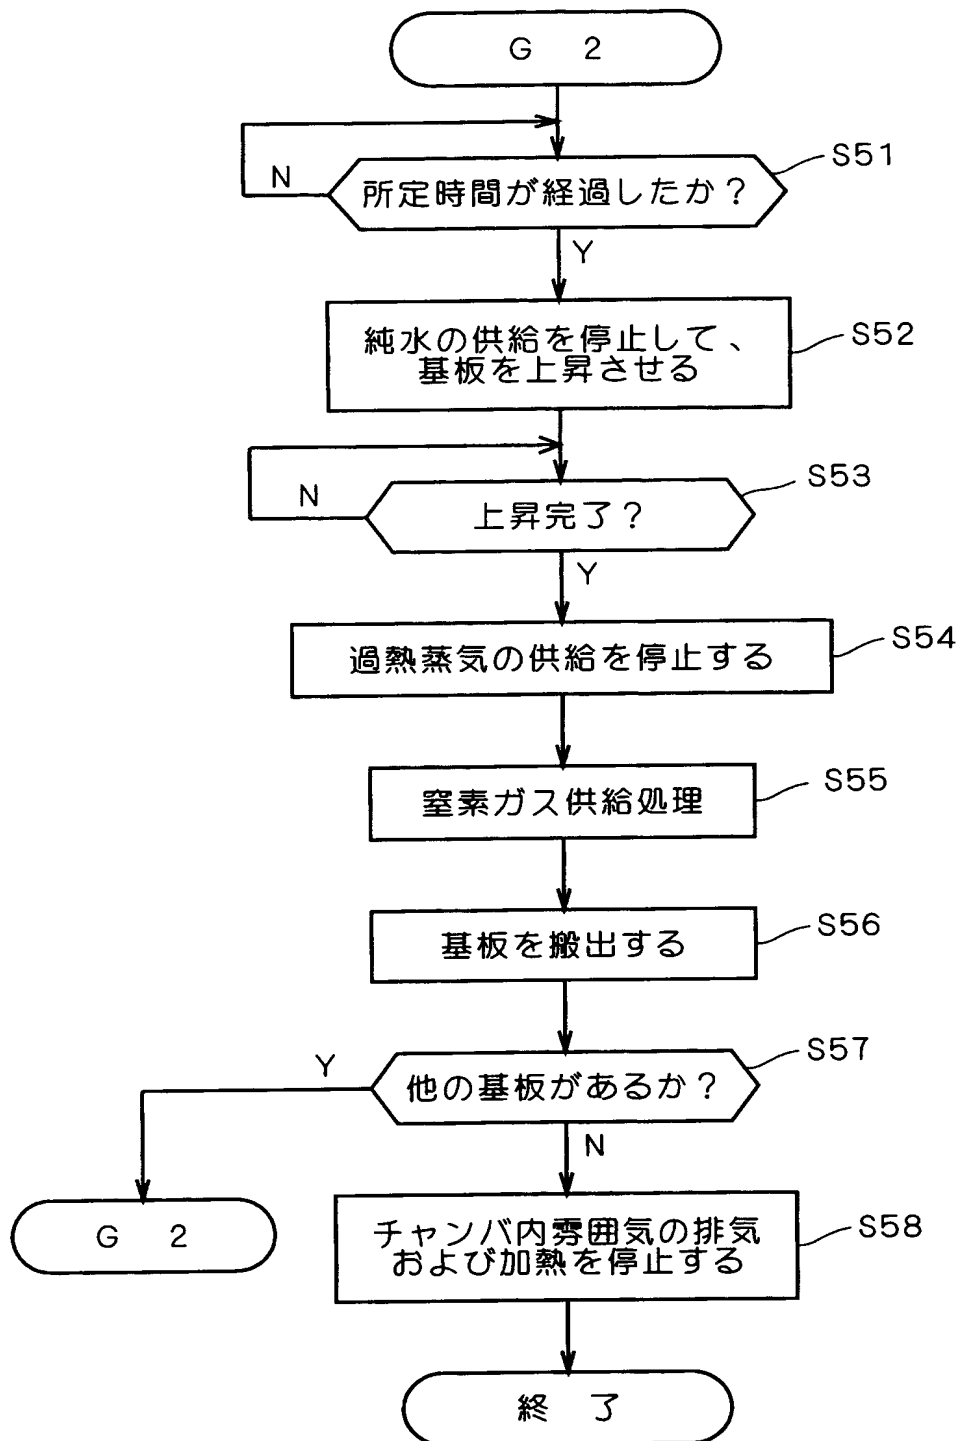 G 2
S51
N
所定時間が経過したか？
Y
S52
純水の供給を停止して、
基板を上昇させる
S53
N
上昇完了？
Y
S54
過熱蒸気の供給を停止する
S55
窒素ガス供給処理
S56
基板を搬出する
S57
Y
他の基板があるか？
N
G 2
S58
チャンバ内雰囲気の排気
および加熱を停止する
終 了